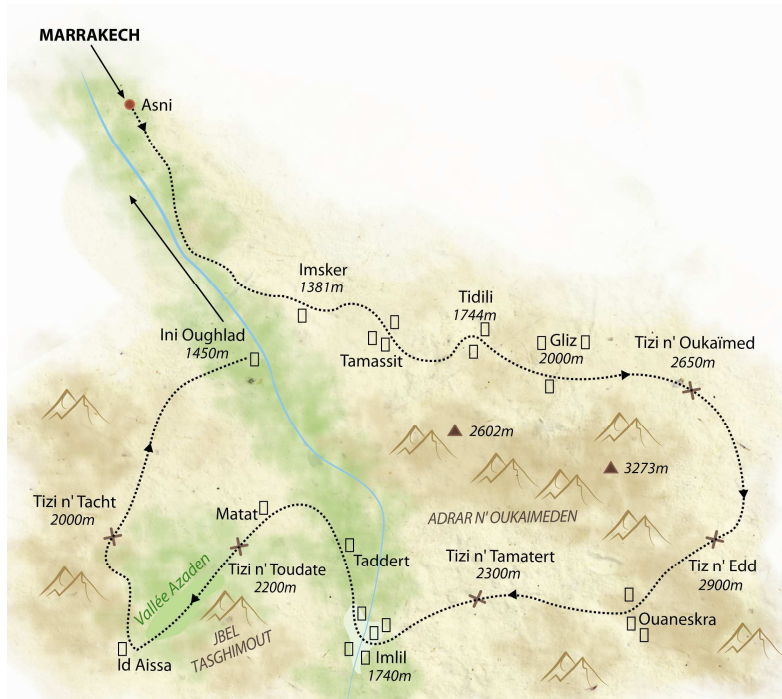 MARRAKECH
Asni
Imsker
1381m
Tidili
1744m
Ini Oughlad
1450m
Tamassit
Gliz
2000m
Tizi n' Oukaïmed
2650m
2602m
3273m
Tizi n' Tacht
2000m
Matat
ADRAR N' OUKAIMEDEN
Tizi n' Toudate
2200m
Taddert
Tizi n' Tamatert
2300m
Tiz n' Edd
2900m
Vallée Azaden
Ouaneskra
JBEL
TASGHIMOUT
Id Aissa
Imlil
1740m